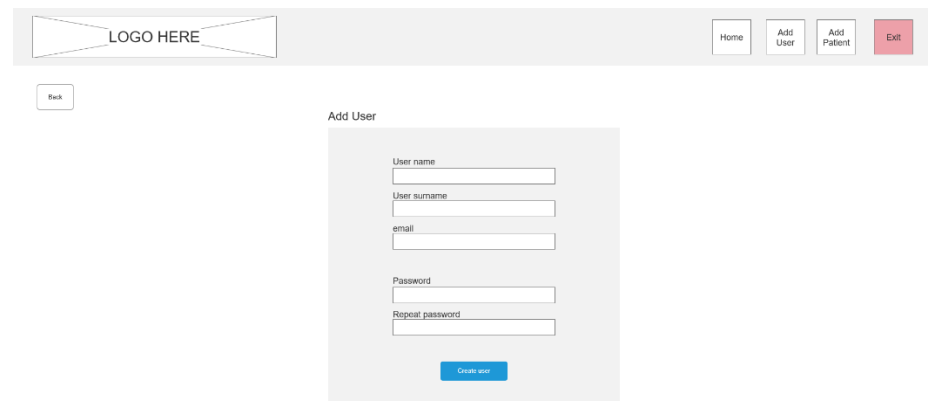 LOGO HERE
Home
Add
User
Add
Patient
Exit
Back
Add User
User name
User surname
email
Password
Repeat password
Create user